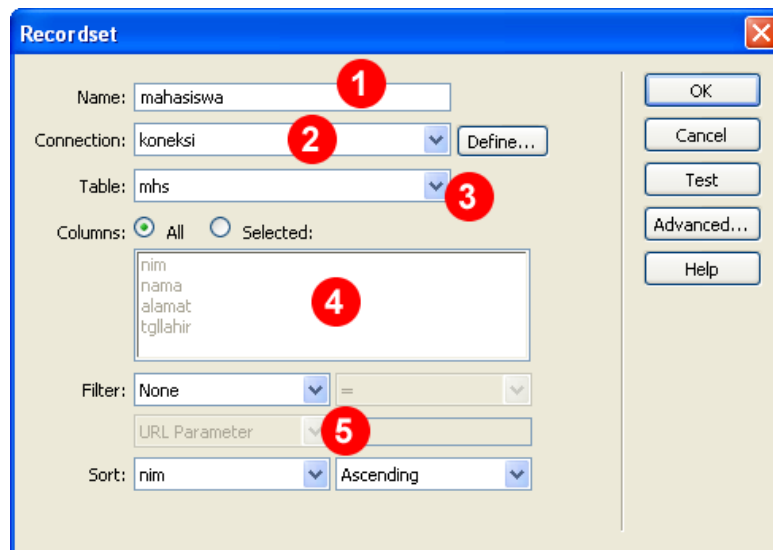 Recordset
1
Name: mahasiswa
OK
2
Connection: koneksi Define...
Cancel
Table: mhs
3
Test
Columns: All Selected:
Advanced...
nim
nama
alamat
tgllahir
4
Help
Filter: None =
URL Parameter
5
Sort: nim Ascending